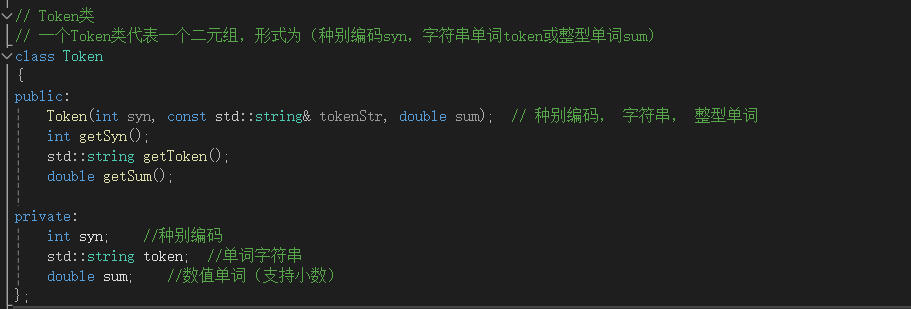 // Token类
// 一个Token类代表一个二元组，形式为（种别编码syn，字符串单词token或整型单词sum）
class Token
{
public:
    Token(int syn, const std::string& tokenStr, double sum);  // 种别编码， 字符串， 整型单词
    int getSyn();
    std::string getToken();
    double getSum();

private:
    int syn;    //种别编码
    std::string token;  //单词字符串
    double sum;    //数值单词（支持小数）
};